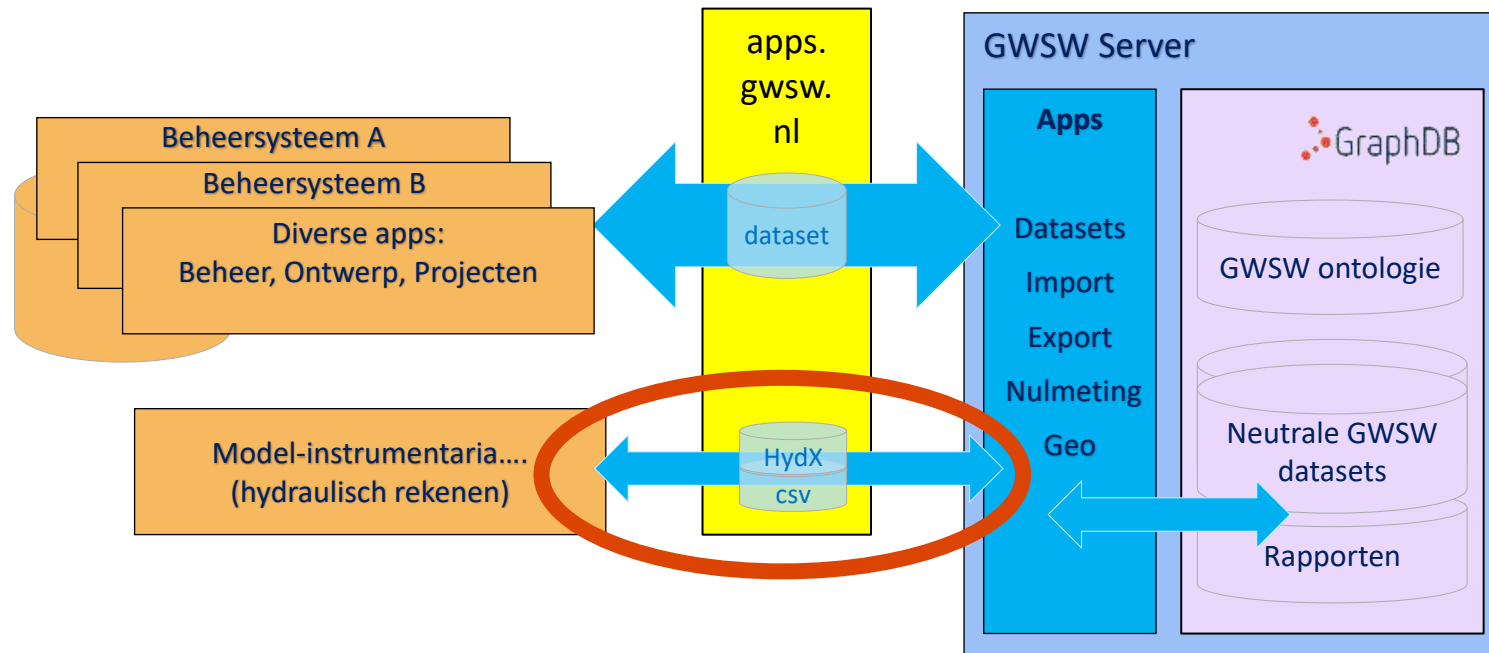 apps.
gwsw.
nl
GWSW Server
Beheersysteem A
Beheersysteem B
Diverse apps:
Beheer, Ontwerp, Projecten
dataset
Apps
Datasets
Import
Export
Nulmeting
Geo
GraphDB
GWSW ontologie
Neutrale GWSW
datasets
Rapporten
Model-instrumentaria....
(hydraulisch rekenen)
HydX
csv